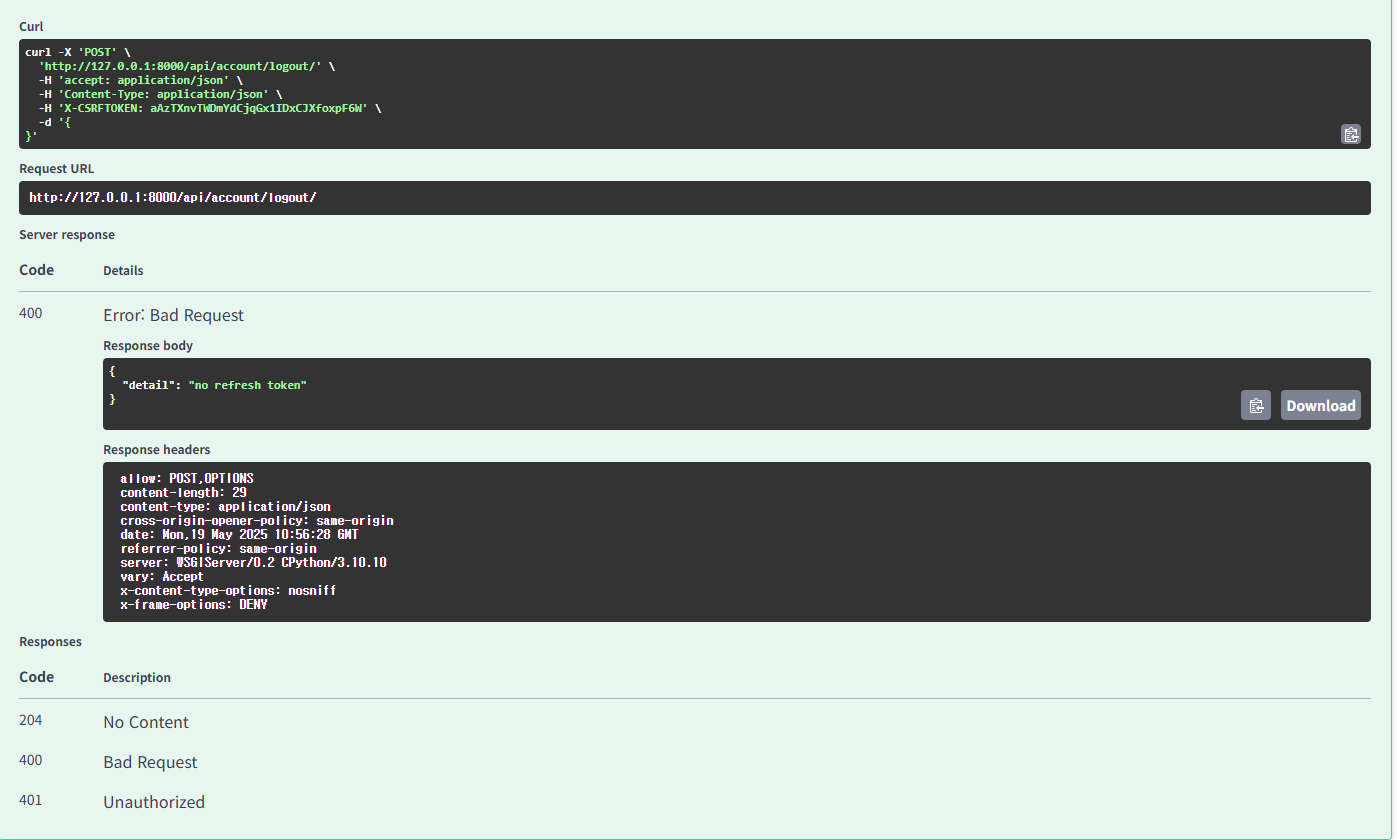 Curl
curl -X 'POST' \
'http://127.0.0.1:8000/api/account/logout/' \
-H 'accept: application/json' \
-H 'Content-Type: application/json' \
-H 'X-CSRFTOKEN: aAzTXnvTWDmYdCjqGx1IDxCJXfoxpF6W' \
-d '{
}'
Request URL
http://127.0.0.1:8000/api/account/logout/
Server response
Code Details
400 Error: Bad Request
Response body
{
"detail": "no refresh token"
}
Download
Response headers
allow: POST,OPTIONS
content-length: 29
content-type: application/json
cross-origin-opener-policy: same-origin
date: Mon,19 May 2025 10:56:28 GMT
referrer-policy: same-origin
server: WSGIServer/0.2 CPython/3.10.10
vary: Accept
x-content-type-options: nosniff
x-frame-options: DENY
Responses
Code Description
204 No Content
400 Bad Request
401 Unauthorized